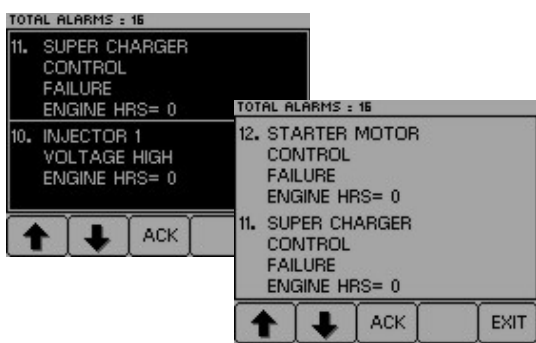 TOTAL ALARMS : 16
11. SUPER CHARGER
CONTROL
FAILURE
ENGINE HRS= 0
10. INJECTOR 1
VOLTAGE HIGH
ENGINE HRS= 0
ACK
TOTAL ALARMS : 16
12. STARTER MOTOR
CONTROL
FAILURE
ENGINE HRS= 0
11. SUPER CHARGER
CONTROL
FAILURE
ENGINE HRS= 0
ACK
EXIT